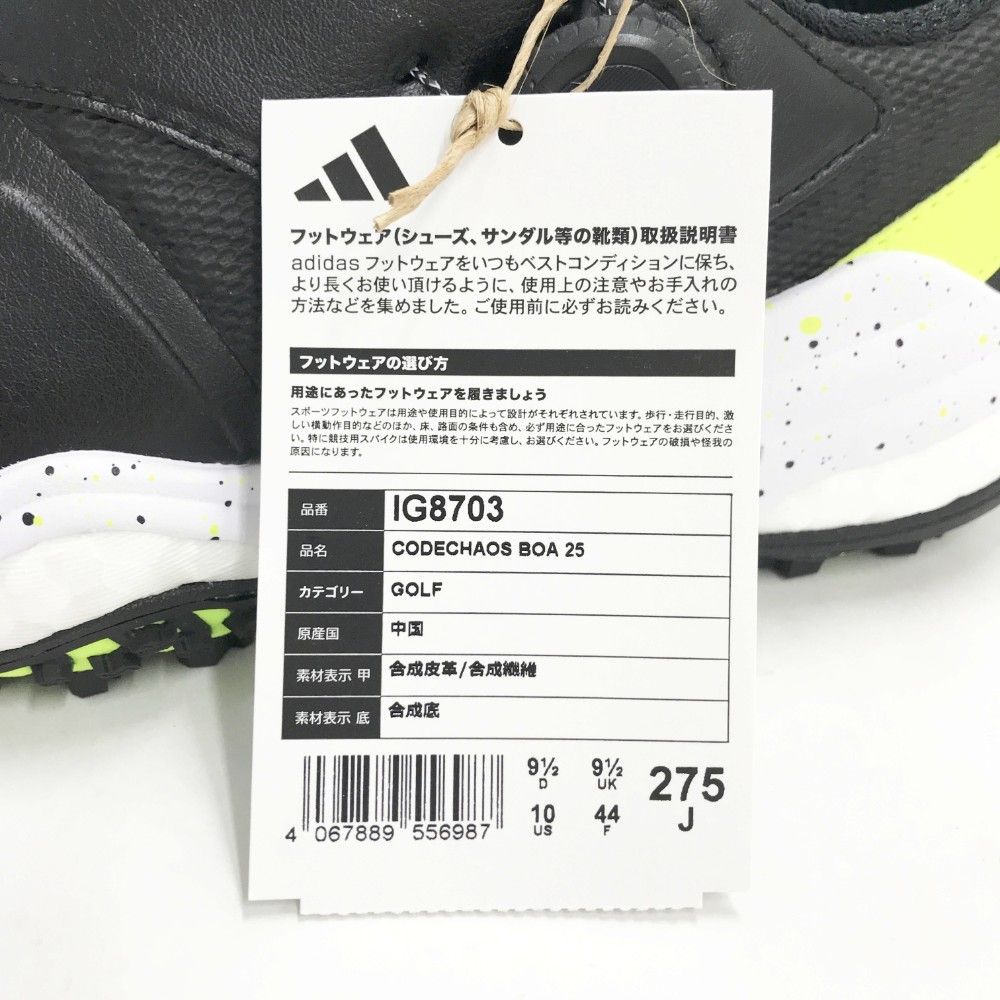 フットウェア(シューズ、サンダル等の靴類)取扱説明書
adidas フットウェアをいつもベストコンディションに保ち、
より長くお使い頂けるように、使用上の注意やお手入れの
方法などを集めました。ご使用前に必ずお読みください。
フットウェアの選び方
用途にあったフットウェアを履きましょう
スポーツフットウェアは用途や使用目的によって設計がそれぞれされています。歩行・走行目的、激
しい横動作目的などのほか、床、路面の条件も含め、必ず用途に合ったフットウェアをお選びくださ
い。特に競技用スパイクは使用環境を十分に考慮し、お選びください。フットウェアの破損や怪我の
原因になります。
品番 IG8703
品名 CODECHAOS BOA 25
カテゴリー GOLF
原産国 中国
素材表示 甲 合成皮革/合成繊維
素材表示 底 合成底
9½ 9½ 275
D UK J
10 44
US F
4 067889 556987